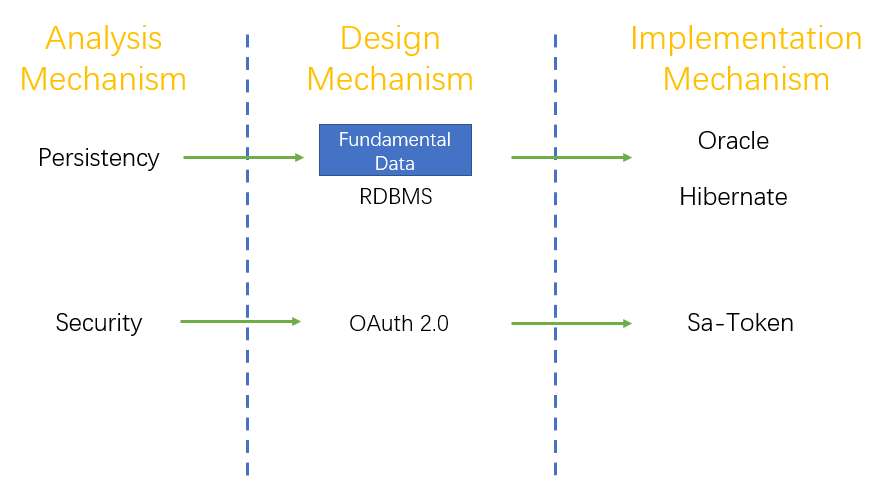 Analysis
Mechanism
Design
Mechanism
Implementation
Mechanism
Persistency
Fundamental
Data
RDBMS
Oracle
Hibernate
Security
OAuth 2.0
Sa-Token